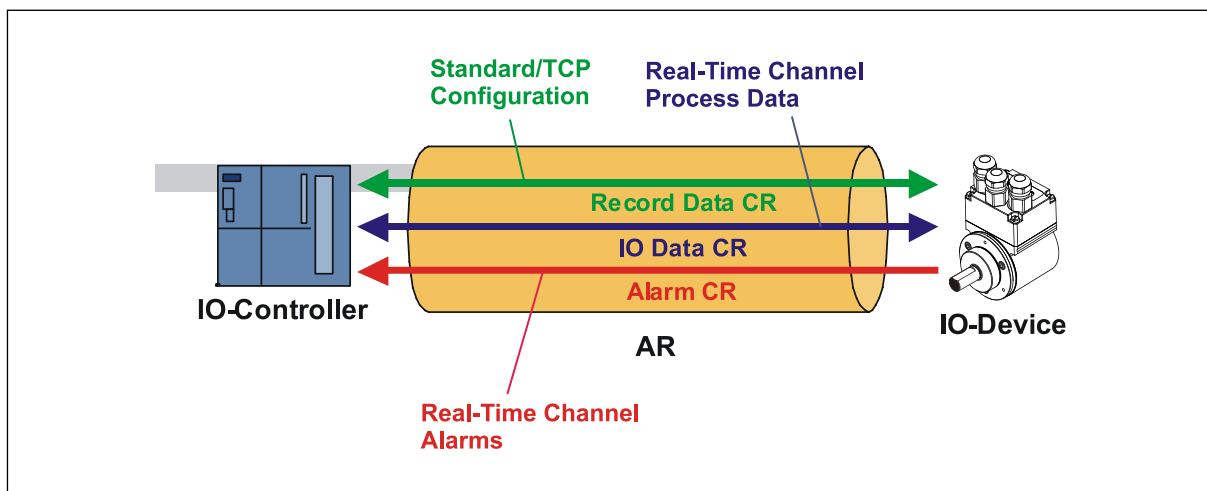 Standard/TCP
Configuration
Real-Time Channel
Process Data
Record Data CR
IO Data CR
Alarm CR
IO-Controller
IO-Device
AR
Real-Time Channel
Alarms